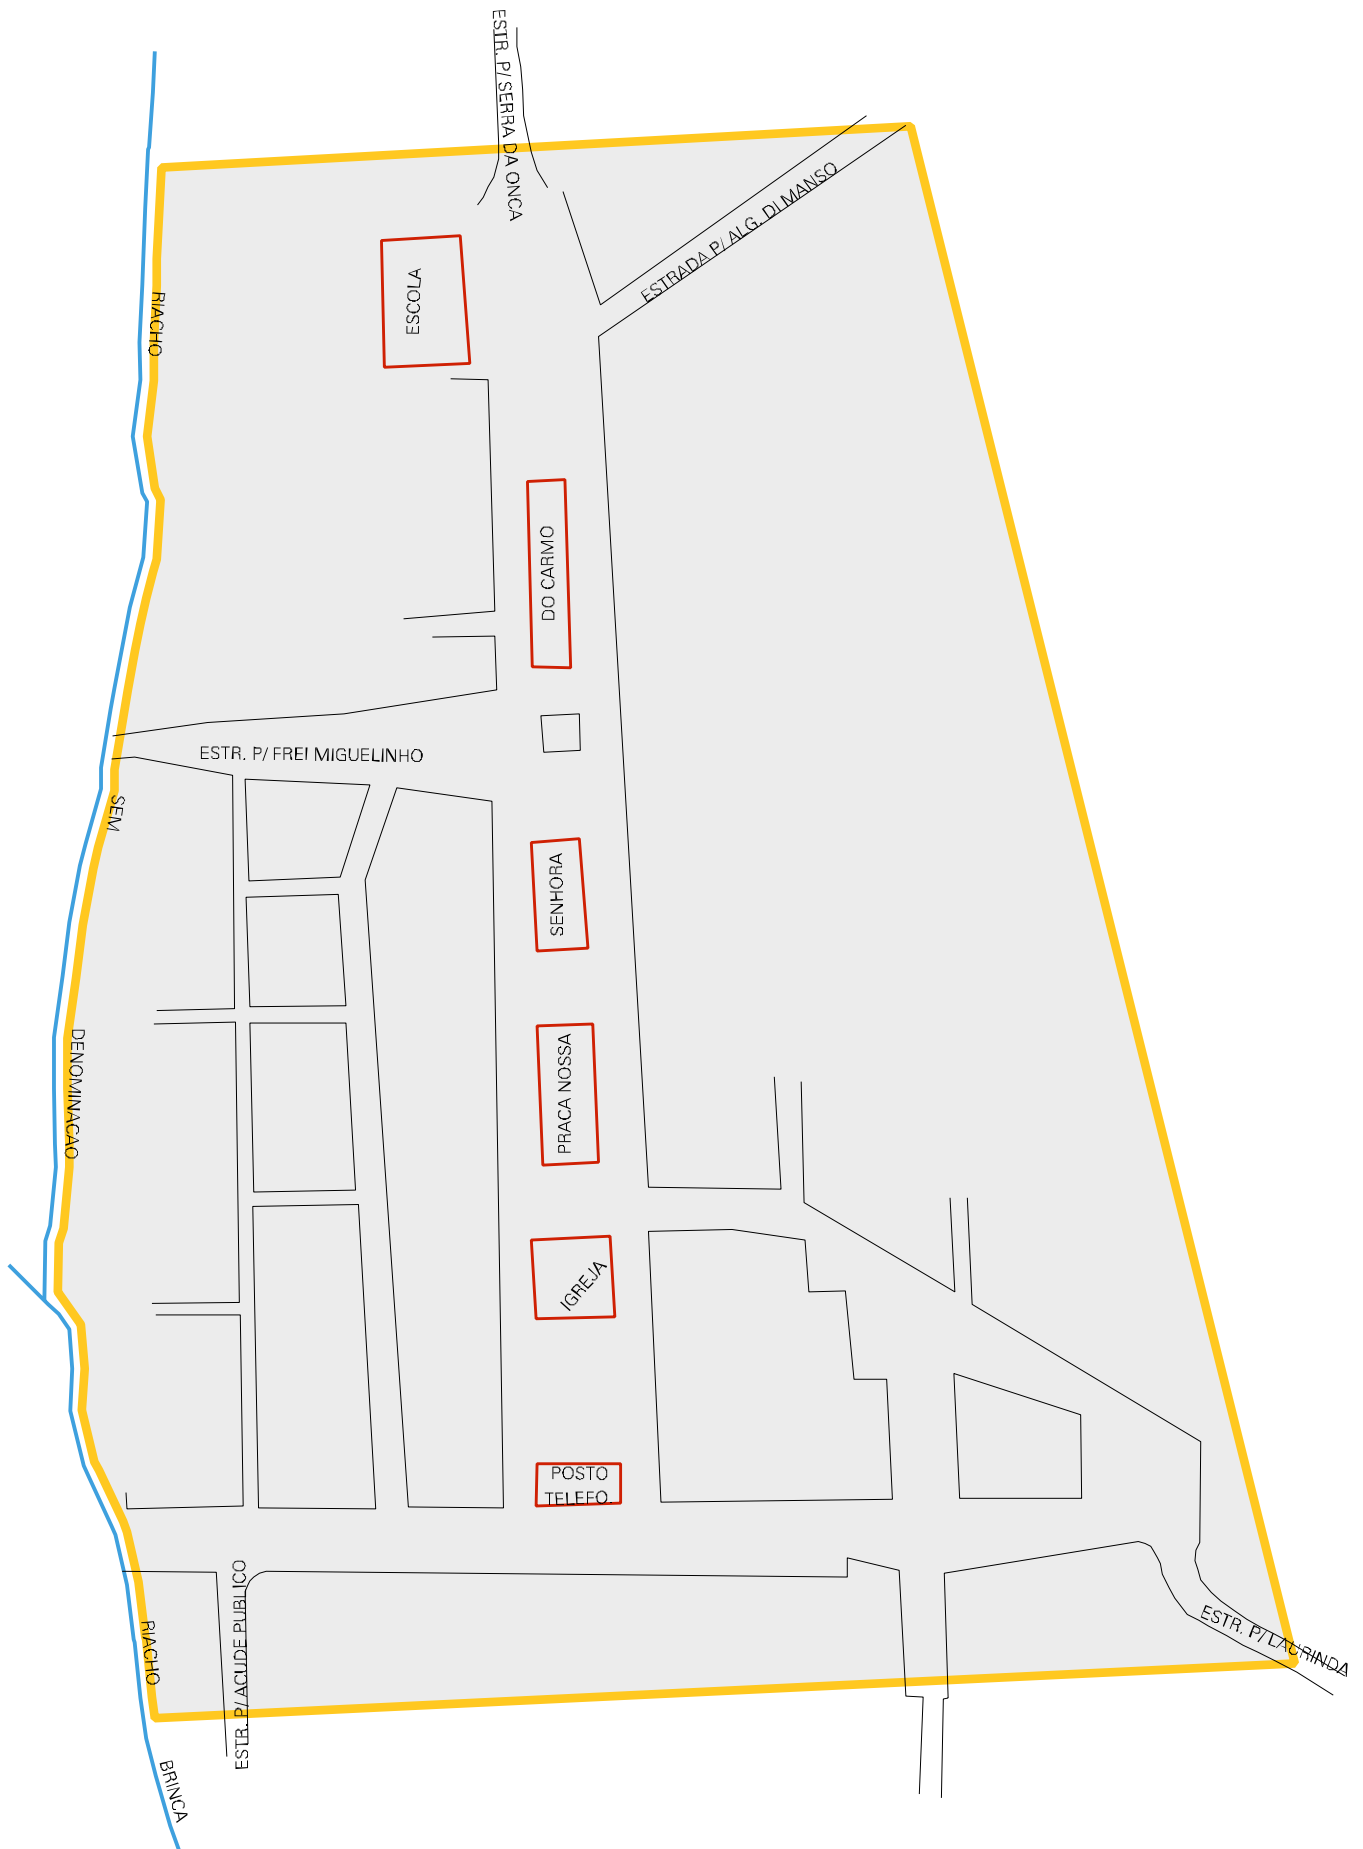 ESTR. P/ SERRA DA ONCA
ESTRADA P/ ALG. DI MANSO
ESCOLA
RIACHO
DO CARMO
ESTR. P/ FREI MIGUELINHO
SEM
SENHORA
DENOMINACAO
PRACA NOSSA
IGREJA
POSTO
TELEFO.
ESTR. P/ ACUDE PUBLICO
ESTR. P/ LAURINDA
RIACHO
BRINCA